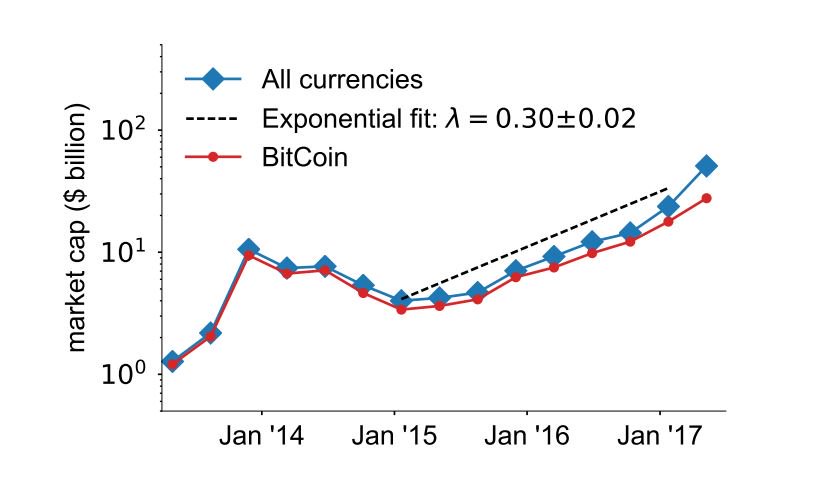 All currencies
Exponential fit: λ = 0.30±0.02
BitCoin
market cap ($ billion)
10²
10¹
10⁰
Jan '14 Jan '15 Jan '16 Jan '17